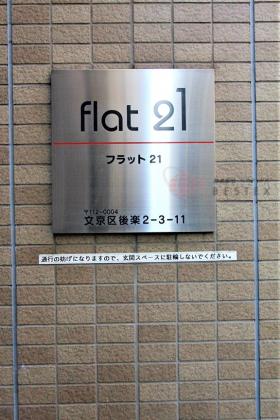 flat 21
フラット 21
〒112-0004
文京区後楽2-3-11
通行の妨げになりますので、玄関スペースに駐輪しないでください。
BESTEX